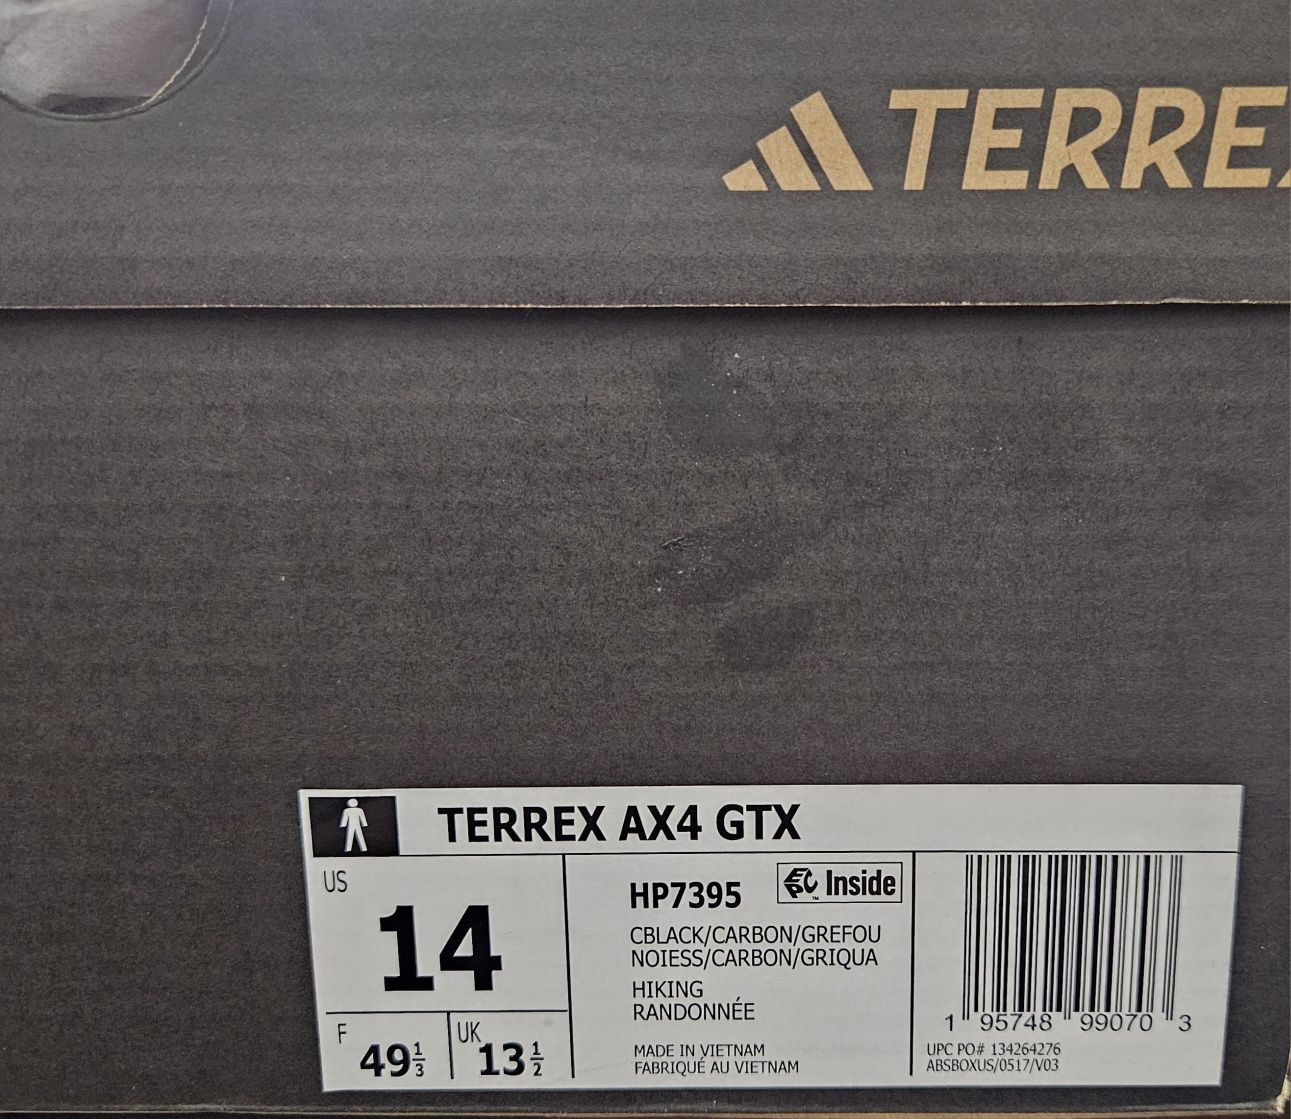 TERREX
TERREX AX4 GTX
US
14
F
49 1/3
UK
13 1/2
HP7395
Inside
CBLACK/CARBON/GREFOU
NOIESS/CARBON/GRIQUA
HIKING
RANDONNÉE
MADE IN VIETNAM
FABRIQUÉ AU VIETNAM
1 95748 99070 3
UPC PO# 134264276
ABSBOXUS/0517/V03